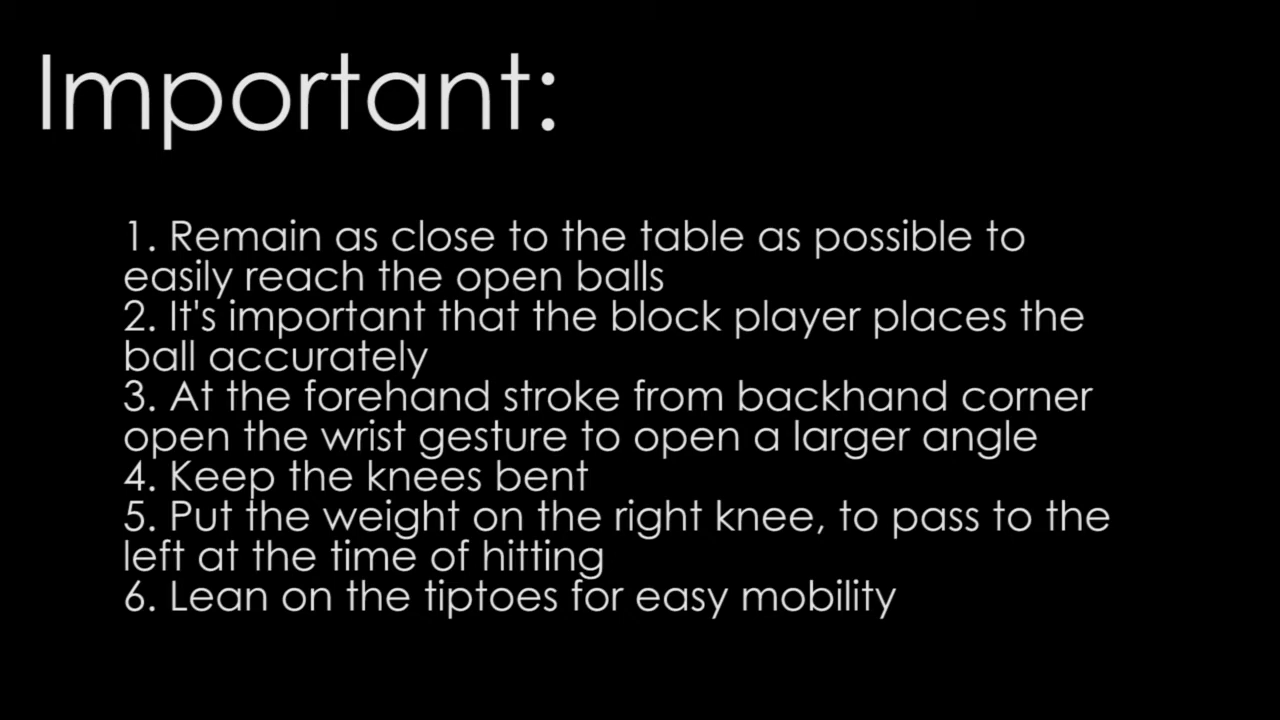 Important:
1. Remain as close to the table as possible to
easily reach the open balls
2. It's important that the block player places the
ball accurately
3. At the forehand stroke from backhand corner
open the wrist gesture to open a larger angle
4. Keep the knees bent
5. Put the weight on the right knee, to pass to the
left at the time of hitting
6. Lean on the tiptoes for easy mobility